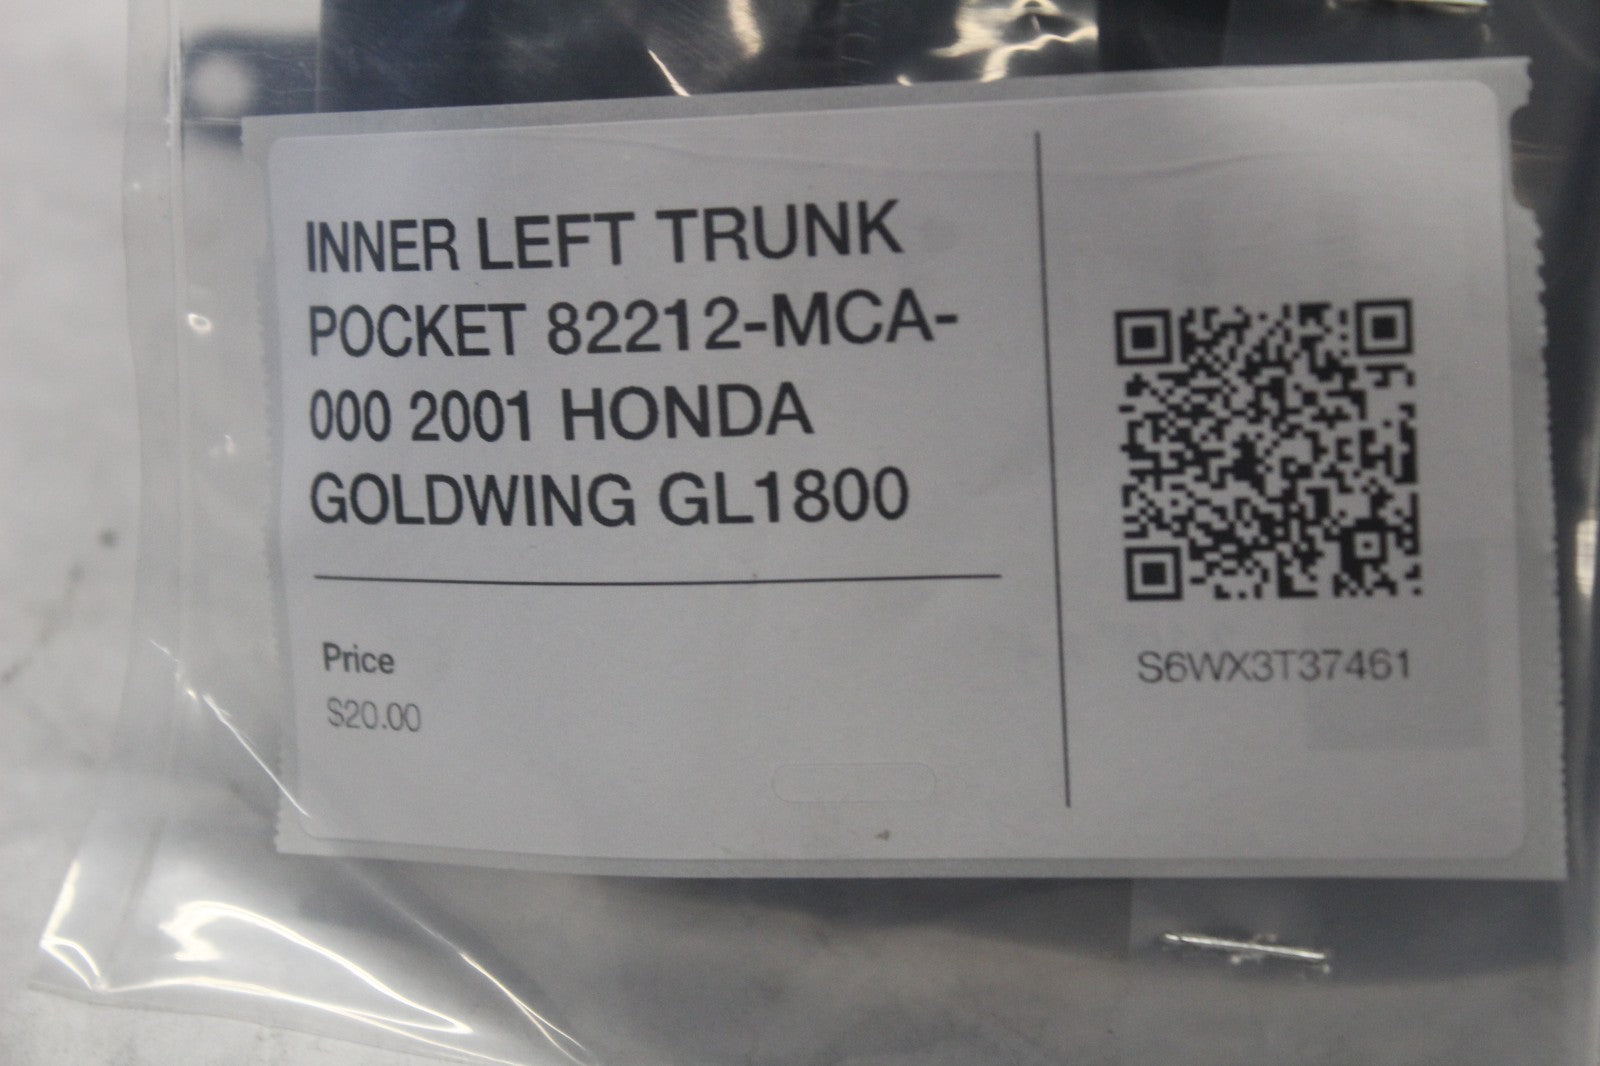 INNER LEFT TRUNK
POCKET 82212-MCA-
000 2001 HONDA
GOLDWING GL1800
Price
$20.00
S6WX3T37461